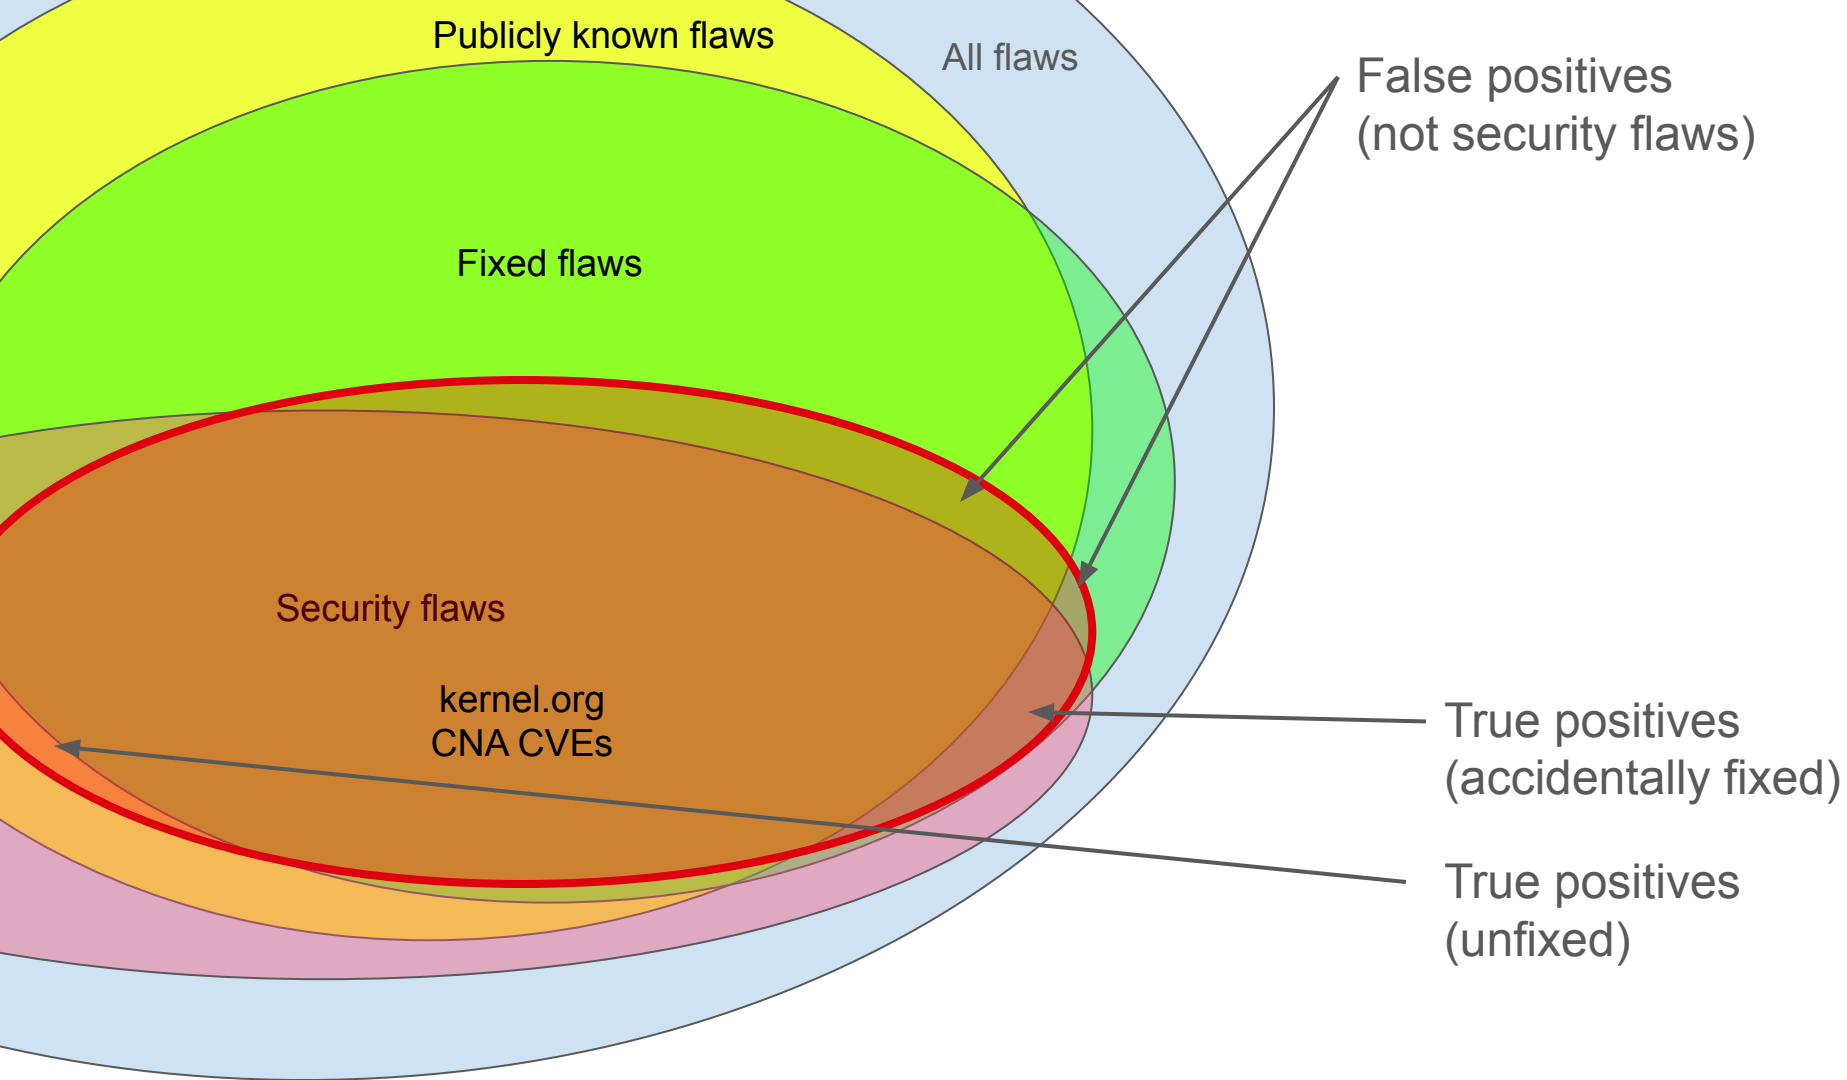 Publicly known flaws
All flaws
False positives
(not security flaws)
Fixed flaws
Security flaws
kernel.org
CNA CVEs
True positives
(accidentally fixed)
True positives
(unfixed)